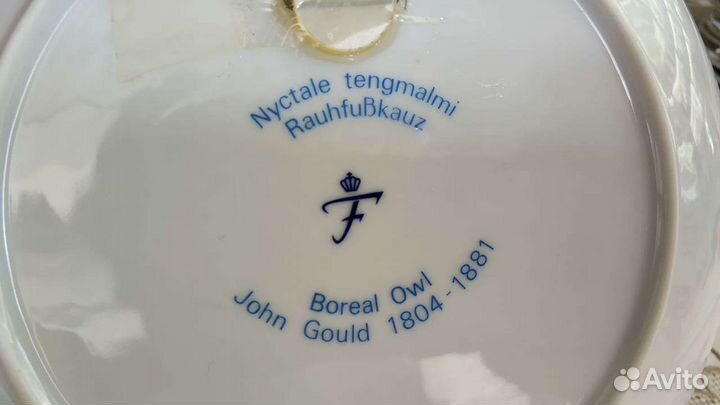 Nyctale tengmalmi
Rauhfußkauz
F
Boreal Owl
John Gould 1804-1881
Avito